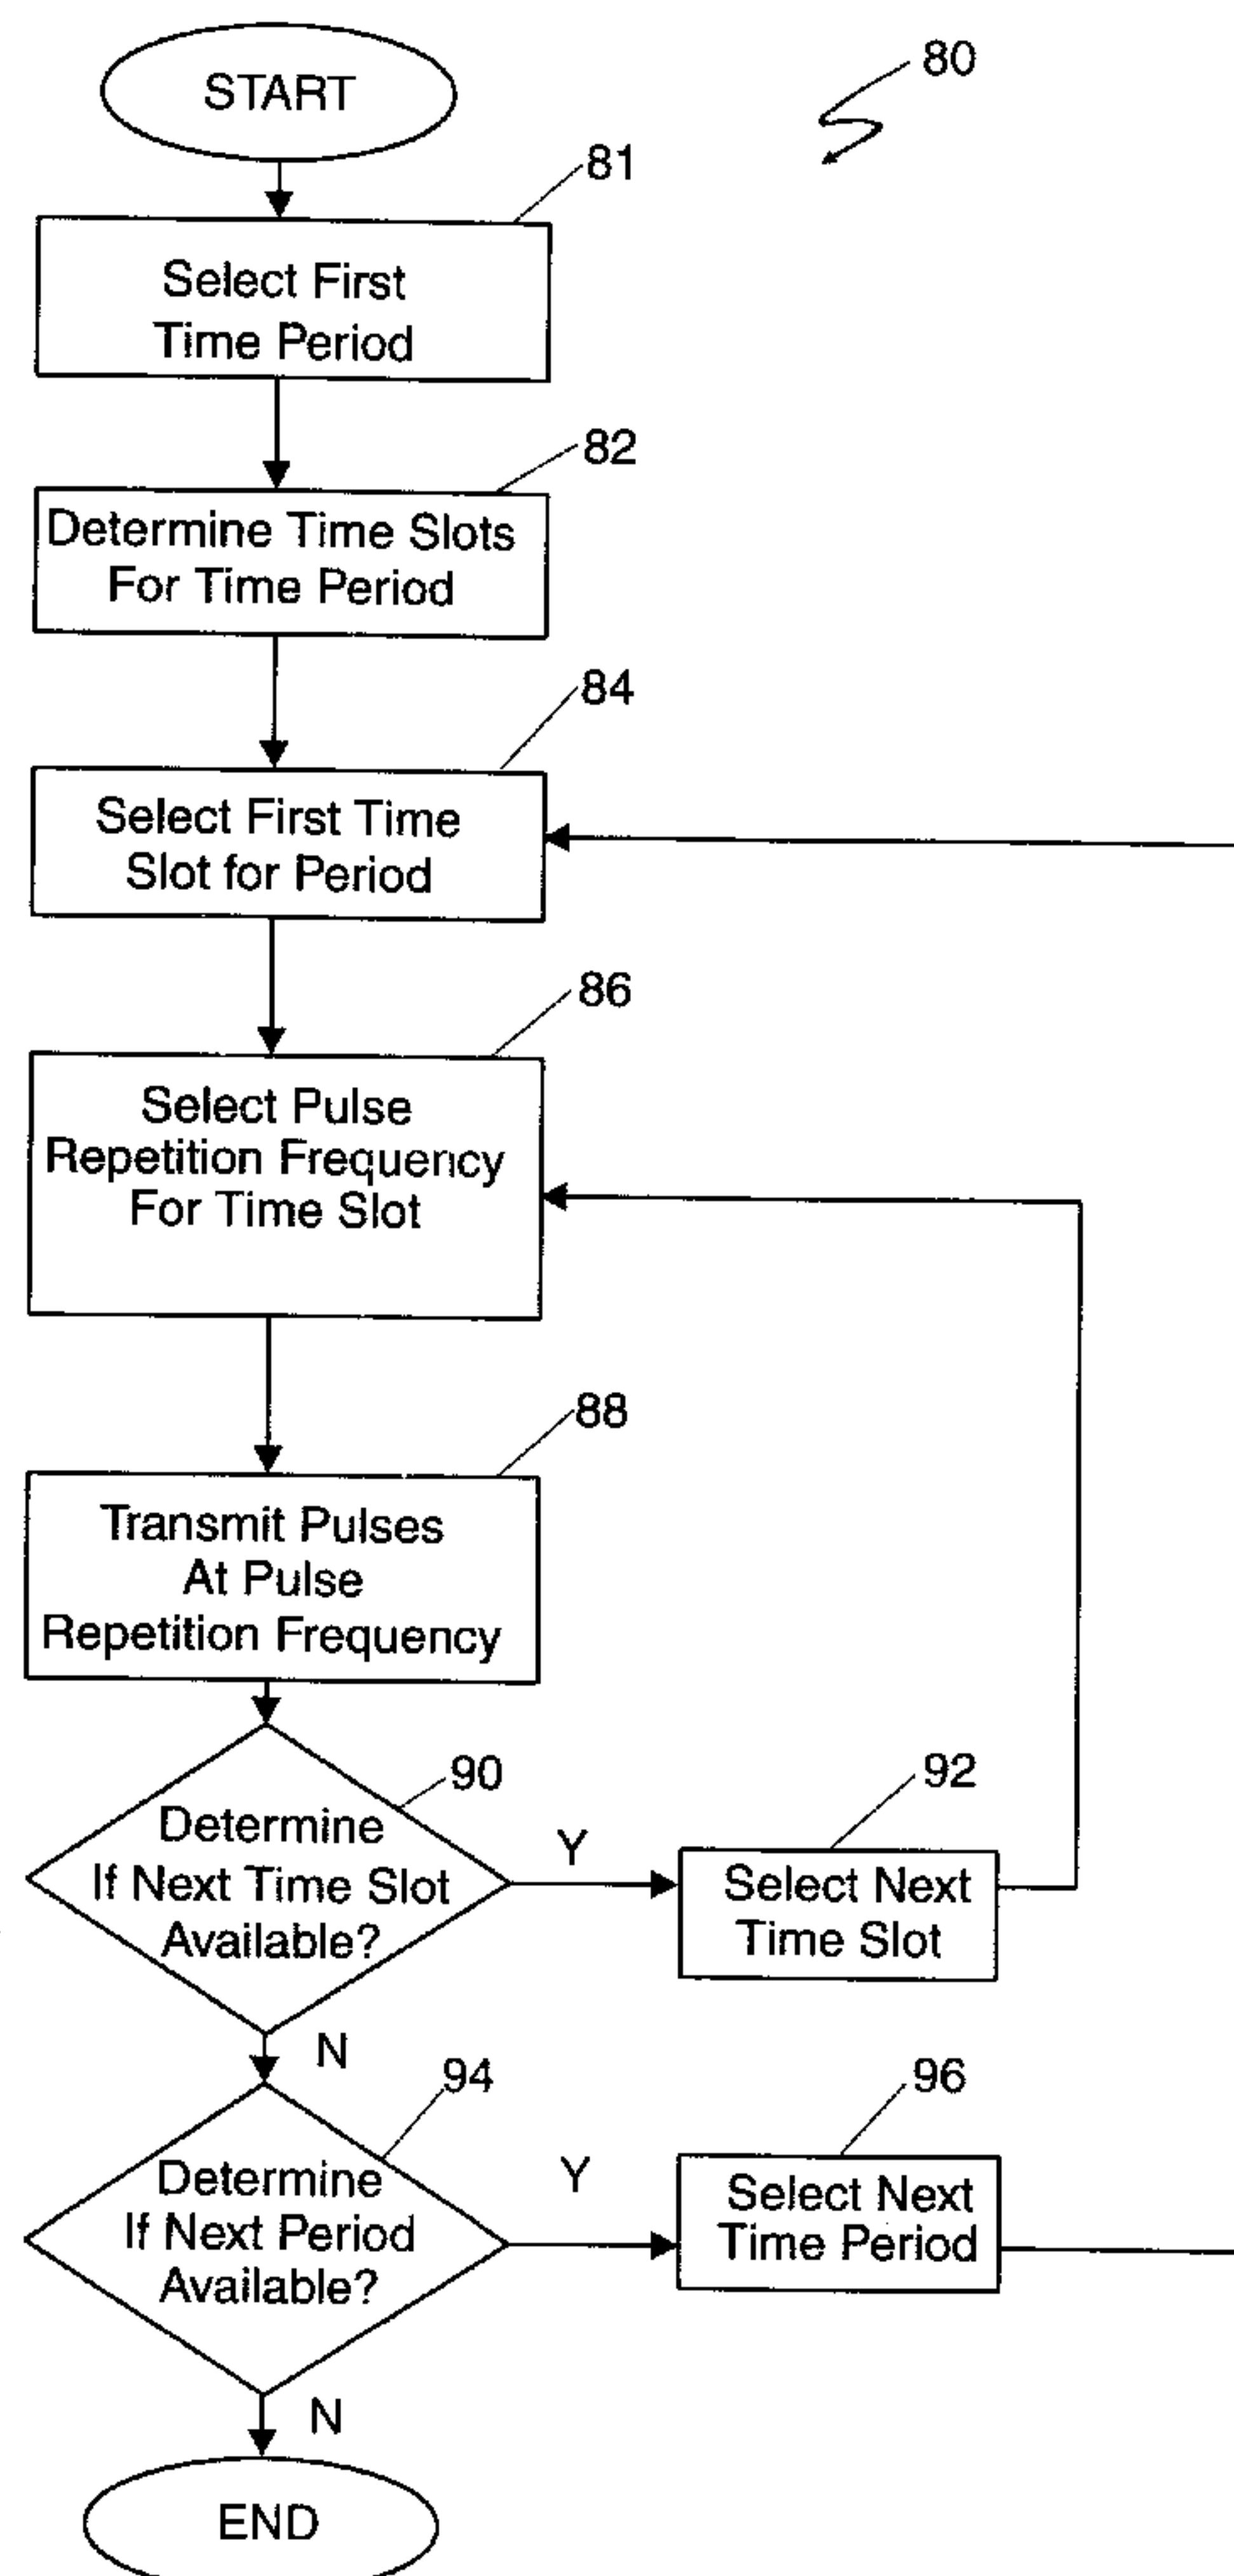 START
80
81
Select First
Time Period
82
Determine Time Slots
For Time Period
84
Select First Time
Slot for Period
86
Select Pulse
Repetition Frequency
For Time Slot
88
Transmit Pulses
At Pulse
Repetition Frequency
90
Determine
If Next Time Slot
Available?
Y
92
Select Next
Time Slot
N
94
Determine
If Next Period
Available?
Y
96
Select Next
Time Period
N
END